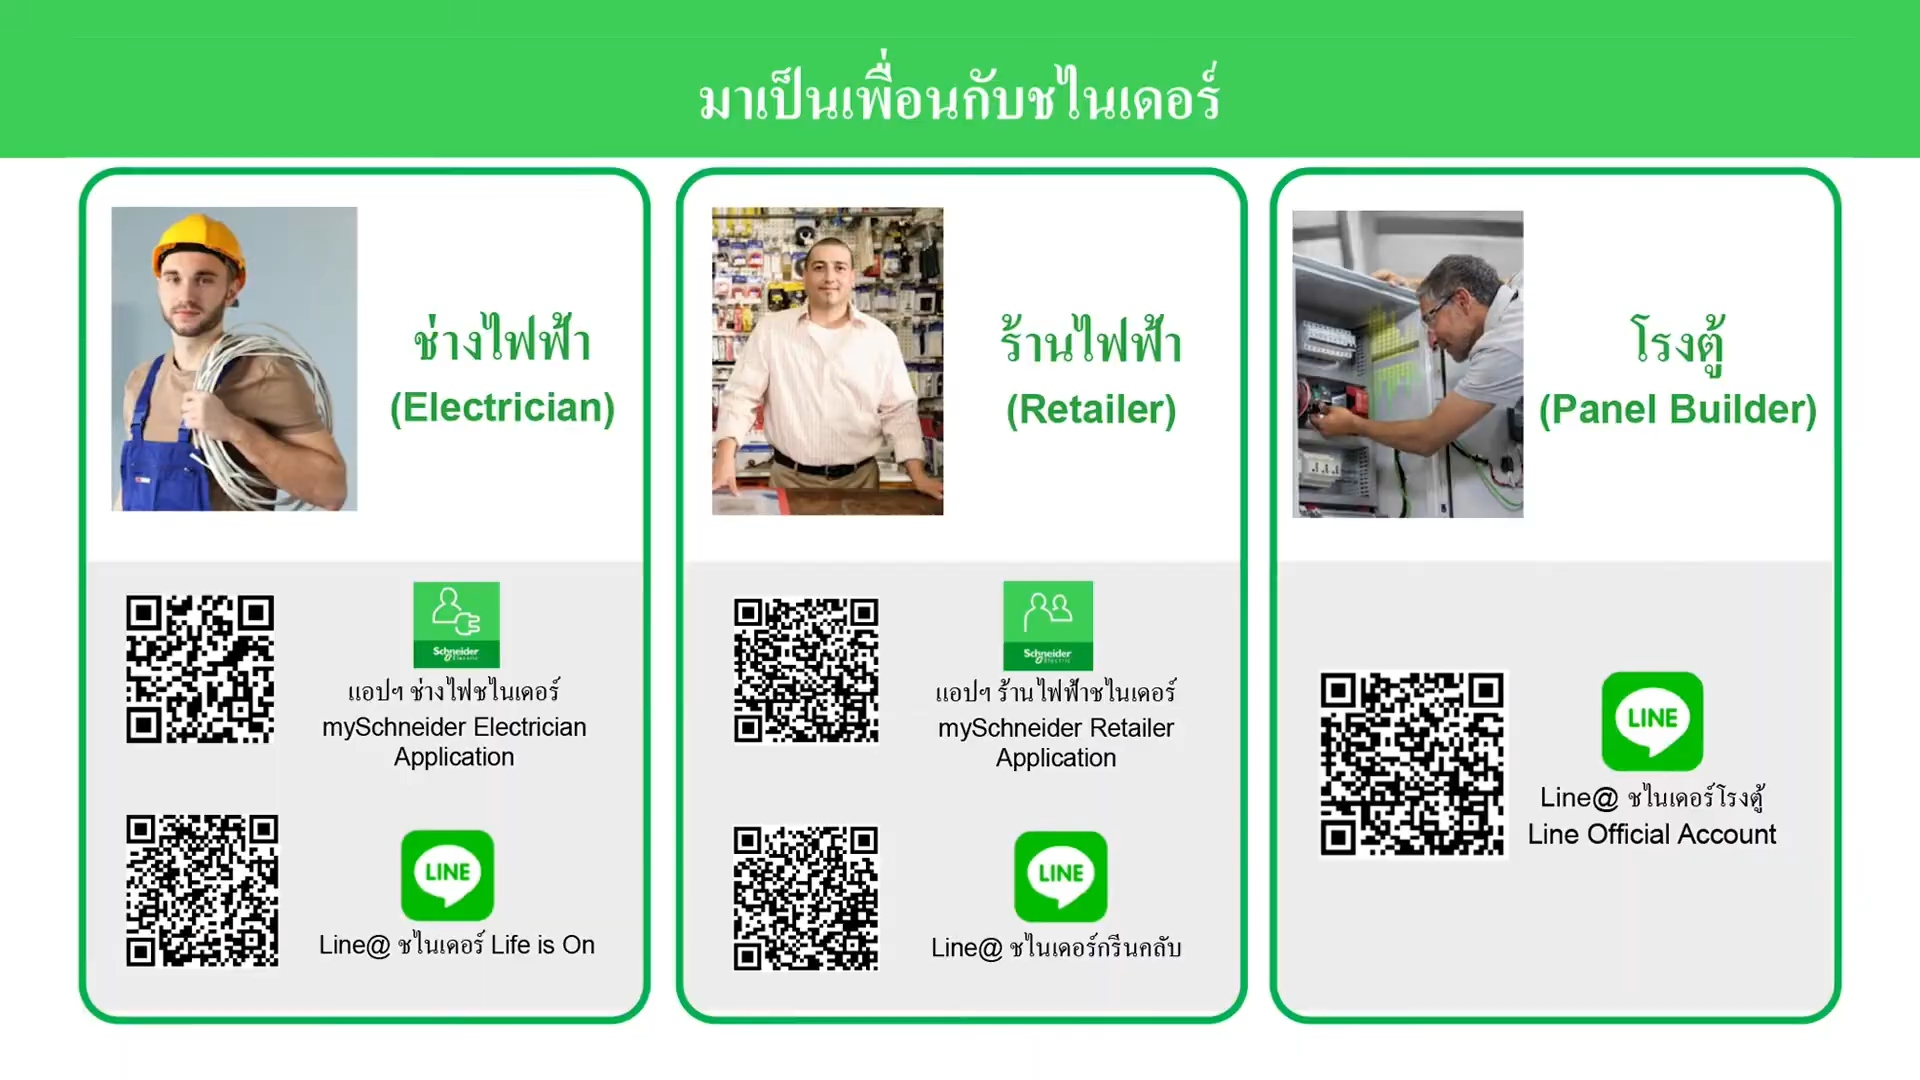 มาเป็นเพื่อนกับชไนเดอร์
ช่างไฟฟ้า
(Electrician)
Schneider
Electric
แอปฯ ช่างไฟชไนเดอร์
mySchneider Electrician
Application
LINE
Line@ ชไนเดอร์ Life is On
ร้านไฟฟ้า
(Retailer)
Schneider
Electric
แอปฯ ร้านไฟฟ้าชไนเดอร์
mySchneider Retailer
Application
LINE
Line@ ชไนเดอร์กรีนคลับ
โรงตู้
(Panel Builder)
LINE
Line@ ชไนเดอร์โรงตู้
Line Official Account